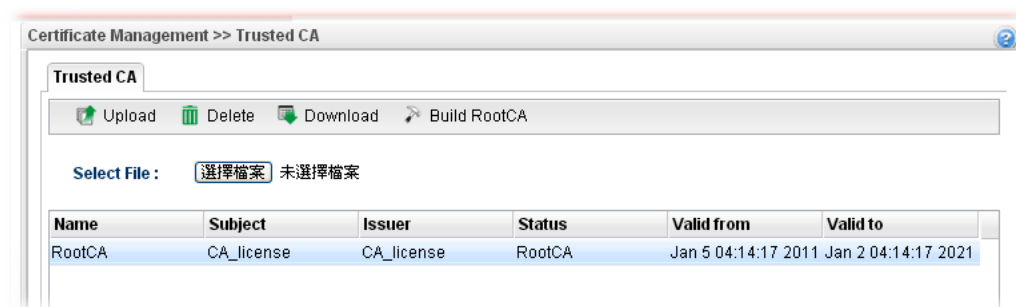 Certificate Management >> Trusted CA
Trusted CA
Upload Delete Download Build RootCA
Select File : 選擇檔案 未選擇檔案
Name Subject Issuer Status Valid from Valid to
RootCA CA_license CA_license RootCA Jan 5 04:14:17 2011 Jan 2 04:14:17 2021